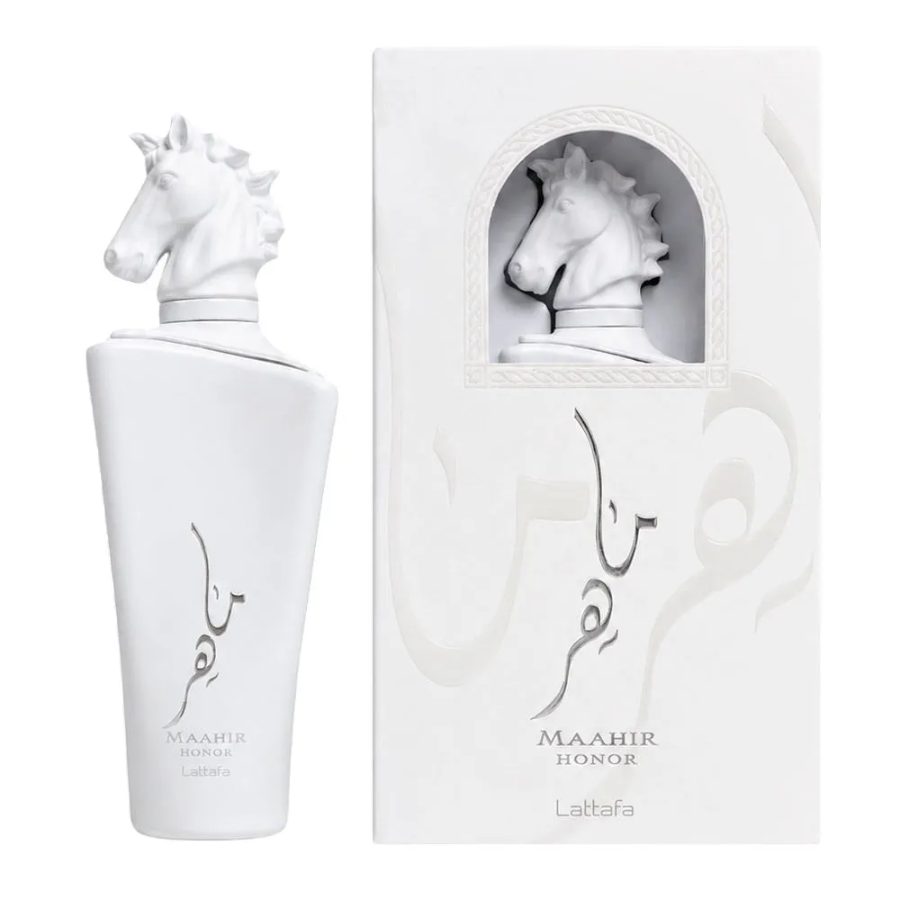 ماهر
MAAHIR
HONOR
Lattafa
ماهر
MAAHIR
HONOR
Lattafa